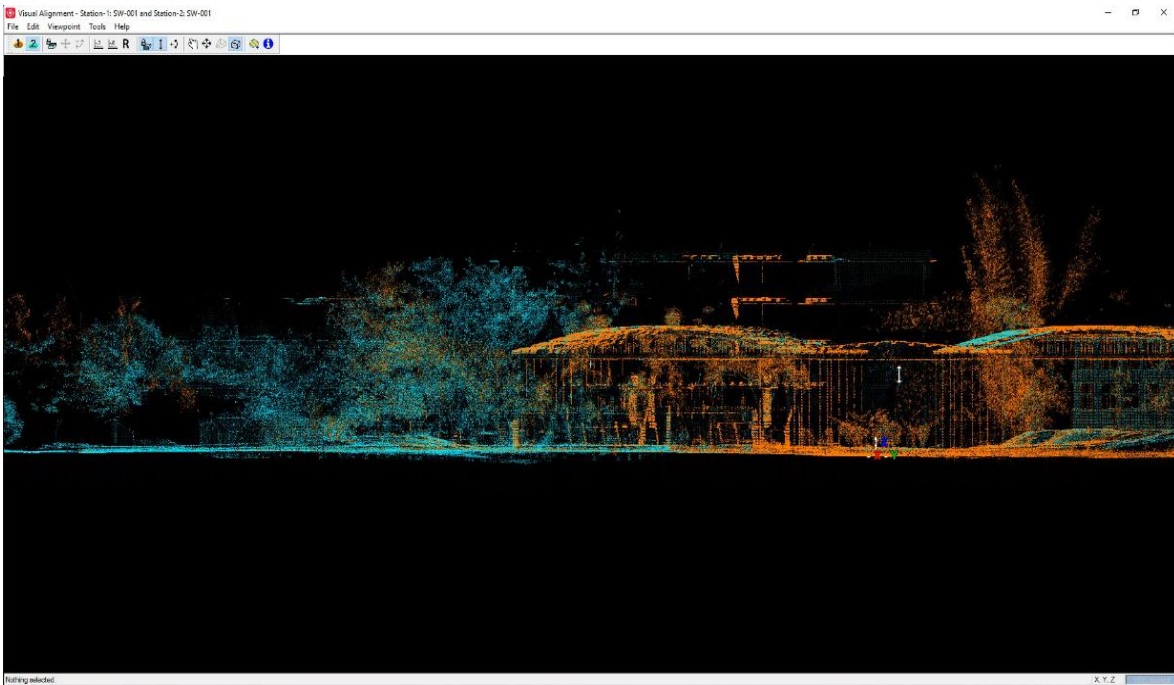 Visual Alignment - Station-1: SW-001 and Station-2: SW-001
File Edit Viewpoint Tools Help
2 R
Nothing selected. X, Y, Z